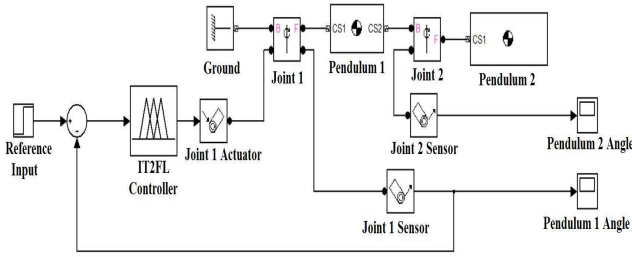 B
F
CS1
CS2
B
F
CS1
Ground
Joint 1
Pendulum 1
Joint 2
Pendulum 2
+
-
Reference
Input
IT2FL
Controller
Joint 1 Actuator
Joint 2 Sensor
Pendulum 2 Angle
Joint 1 Sensor
Pendulum 1 Angle